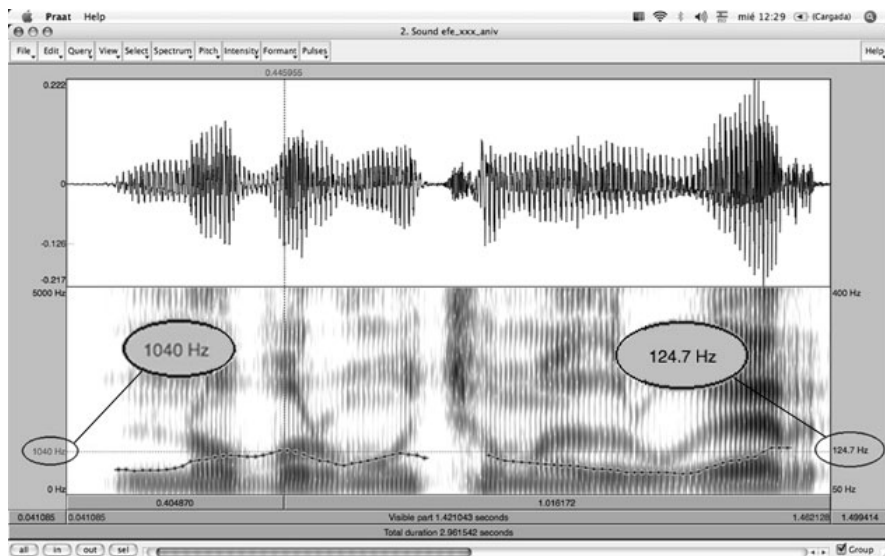 Praat Help mié 12:29 (Cargada)
2. Sound efe_xxx_aniv
File Edit Query View Select Spectrum Pitch Intensity Formant Pulses Help
0.445955
0.222
0
-0.126
-0.217
5000 Hz 400 Hz
1040 Hz 124.7 Hz
1040 Hz 124.7 Hz
0 Hz 50 Hz
0.404870 1.016172
0.041085 0.041085 Visible part 1.421043 seconds 1.462128 1.499414
Total duration 2.961542 seconds
all in out sel Group